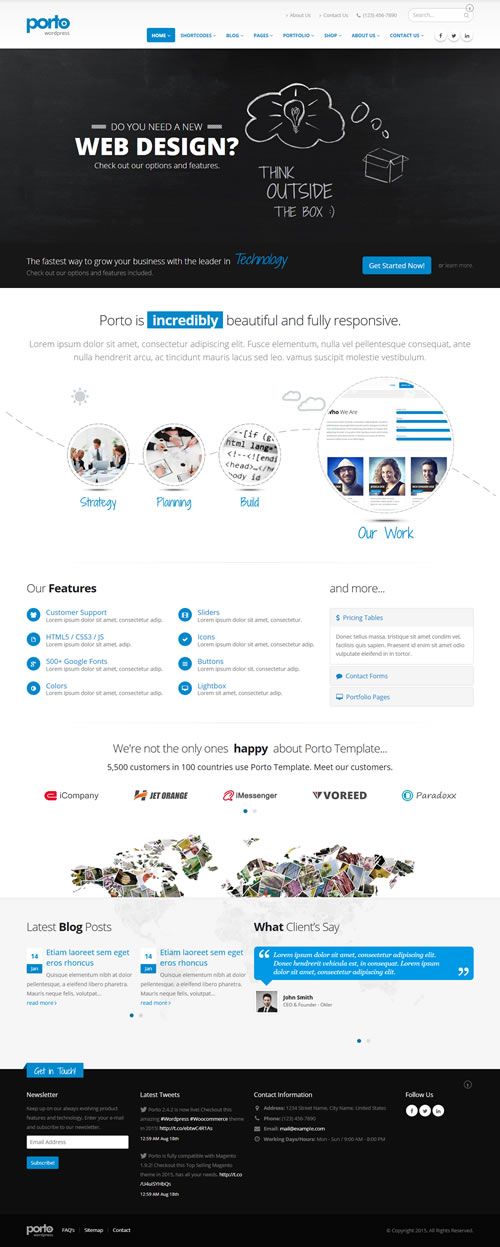 porto
wordpress
About Us
Contact Us
(123) 456-7890
Search...
HOME
SHORTCODES
BLOG
PAGES
PORTFOLIO
SHOP
ABOUT US
CONTACT US
DO YOU NEED A NEW
WEB DESIGN?
Check out our options and features.
THINK
OUTSIDE
THE BOX :)
The fastest way to grow your business with the leader in Technology
Check out our options and features included.
Get Started Now!
or learn more.
Porto is incredibly beautiful and fully responsive.
Lorem ipsum dolor sit amet, consectetur adipiscing elit. Fusce elementum, nulla vel pellentesque consequat, ante
nulla hendrerit arcu, ac tincidunt mauris lacus sed leo. vamus suscipit molestie vestibulum.
Who We Are
Strategy
Planning
Build
Our Work
Our Features
Customer Support
Lorem ipsum dolor sit amet, consectetur adip.
HTML5 / CSS3 / JS
Lorem ipsum dolor sit amet, adip.
500+ Google Fonts
Lorem ipsum dolor sit amet, consectetur adip.
Colors
Lorem ipsum dolor sit amet, consectetur adip.
Sliders
Lorem ipsum dolor sit amet, consectetur.
Icons
Lorem ipsum dolor sit amet, consectetur adip.
Buttons
Lorem ipsum dolor sit, consectetur adip.
Lightbox
Lorem sit amet, consectetur adip.
and more...
Pricing Tables
Donec tellus massa, tristique sit amet condim vel,
facilisis quis sapien. Praesent id enim sit amet odio
vulputate eleifend in in tortor.
Contact Forms
Portfolio Pages
We're not the only ones happy about Porto Template...
5,500 customers in 100 countries use Porto Template. Meet our customers.
iCompany
JET ORANGE
iMessenger
VOREED
Paradoxx
Latest Blog Posts
14
Jan
Etiam laoreet sem eget
eros rhoncus
Quisque elementum nibh at dolor
pellentesque, a eleifend libero pharetra.
Mauris neque felis, volutpat...
read more
14
Jan
Etiam laoreet sem eget
eros rhoncus
Quisque elementum nibh at dolor
pellentesque, a eleifend libero pharetra.
Mauris neque felis, volutpat...
read more
What Client's Say
Lorem ipsum dolor sit amet, consectetur adipiscing elit.
Donec hendrerit vehicula est, in consequat. Lorem ipsum
dolor sit amet, consectetur adipiscing elit.
John Smith
CEO & Founder - Okler
Get in Touch!
Newsletter
Keep up on our always evolving product
features and technology. Enter your e-mail
and subscribe to our newsletter.
Email Address
Subscribe!
Latest Tweets
Porto 2.4.2 is now live! Checkout this
amazing #Wordpress #Woocommerce theme
12:59 AM Aug 18th
Porto is fully compatible with Magento
1.9.2! Checkout this Top Selling Magento
theme in 2015, has all your needs.
12:59 AM Aug 18th
Contact Information
Address: 1234 Street Name, City Name, United States
Phone: (123) 456-7890
Email: mail@example.com
Working Days/Hours: Mon - Sun / 9:00 AM - 8:00 PM
Follow Us
porto
wordpress
FAQ's
Sitemap
Contact
© Copyright 2015. All Rights Reserved.